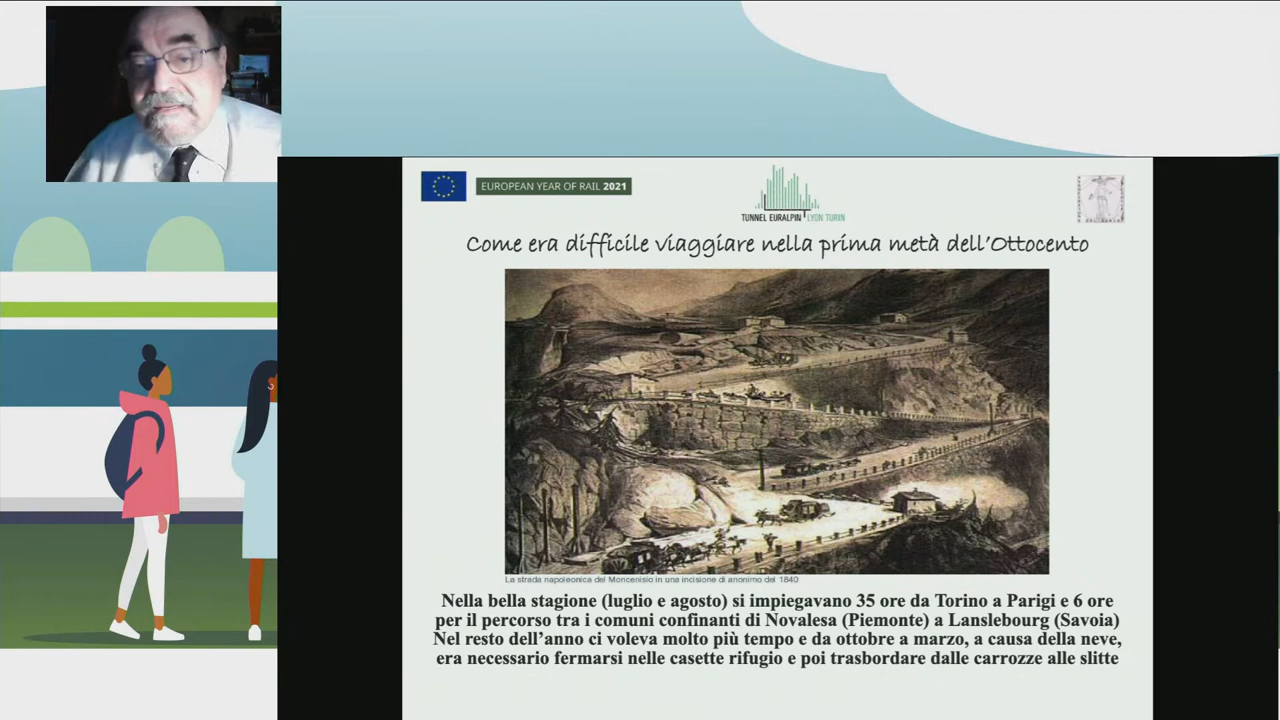 EUROPEAN YEAR OF RAIL 2021
TUNNEL EURALPIN LYON TURIN
Come era difficile viaggiare nella prima metà dell'Ottocento
La strada napoleonica del Moncenisio in una incisione di anonimo del 1840
Nella bella stagione (luglio e agosto) si impiegavano 35 ore da Torino a Parigi e 6 ore
per il percorso tra i comuni confinanti di Novalesa (Piemonte) a Lanslebourg (Savoia)
Nel resto dell'anno ci voleva molto più tempo e da ottobre a marzo, a causa della neve,
era necessario fermarsi nelle casette rifugio e poi trasbordare dalle carrozze alle slitte